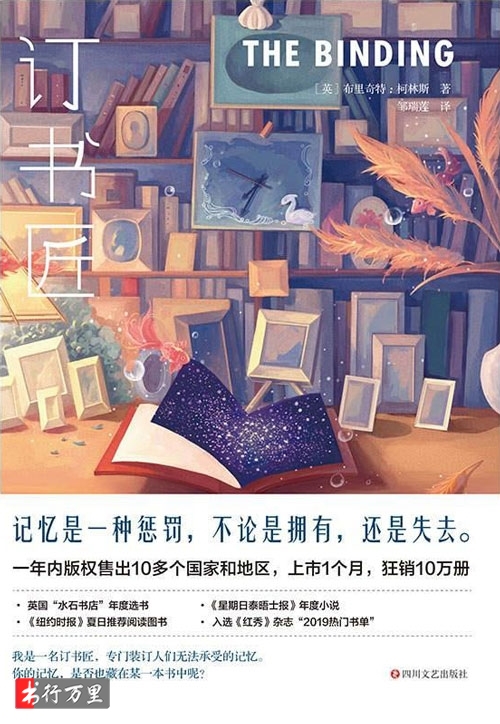 THE BINDING
[英]布里奇特·柯林斯 著
邹瑞莲 译
订书匠
记忆是一种惩罚，不论是拥有，还是失去。
一年内版权售出10多个国家和地区，上市1个月，狂销10万册
• 英国“水石书店”年度选书
• 《星期日泰晤士报》年度小说
• 《纽约时报》夏日推荐阅读图书
• 入选《红秀》杂志“2019热门书单”
我是一名订书匠，专门装订人们无法承受的记忆。
你的记忆，是否也藏在某一本书中呢？
四川文艺出版社
书行万里